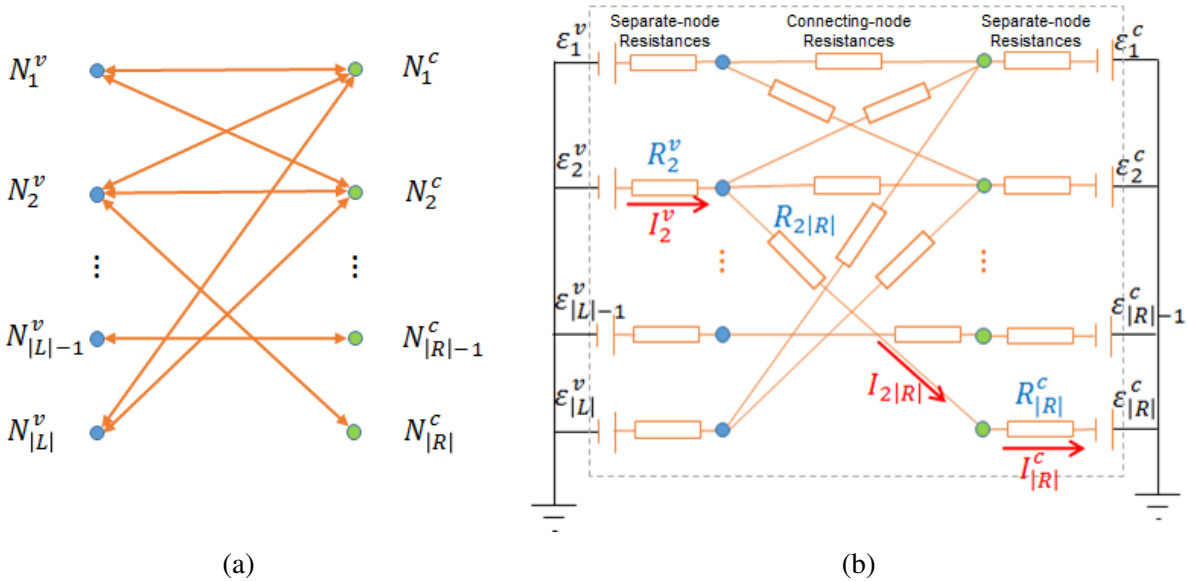 N_1^v
N_1^c
N_2^v
N_2^c
⋮
⋮
N_{|L|-1}^v
N_{|R|-1}^c
N_{|L|}^v
N_{|R|}^c
(a)
Separate-node Resistances
Connecting-node Resistances
Separate-node Resistances
ε_1^v
ε_1^c
ε_2^v
R_2^v
ε_2^c
I_2^v
R_{2|R|}
⋮
⋮
ε_{|L|-1}^v
ε_{|R|-1}^c
I_{2|R|}
R_{|R|}^c
ε_{|L|}^v
ε_{|R|}^c
I_{|R|}^c
(b)